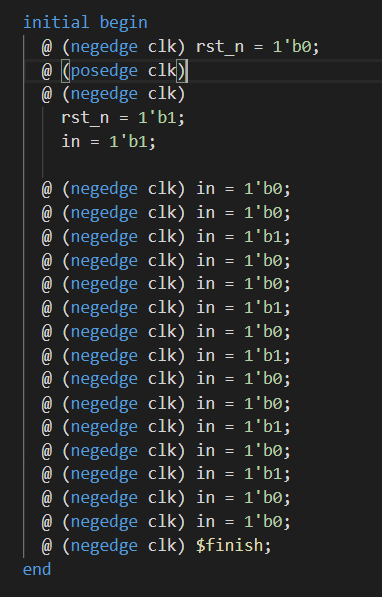 initial begin
@ (negedge clk) rst_n = 1'b0;
@ (posedge clk)
@ (negedge clk)
rst_n = 1'b1;
in = 1'b1;
@ (negedge clk) in = 1'b0;
@ (negedge clk) in = 1'b0;
@ (negedge clk) in = 1'b1;
@ (negedge clk) in = 1'b0;
@ (negedge clk) in = 1'b0;
@ (negedge clk) in = 1'b1;
@ (negedge clk) in = 1'b0;
@ (negedge clk) in = 1'b1;
@ (negedge clk) in = 1'b0;
@ (negedge clk) in = 1'b0;
@ (negedge clk) in = 1'b1;
@ (negedge clk) in = 1'b0;
@ (negedge clk) in = 1'b1;
@ (negedge clk) in = 1'b0;
@ (negedge clk) in = 1'b0;
@ (negedge clk) $finish;
end